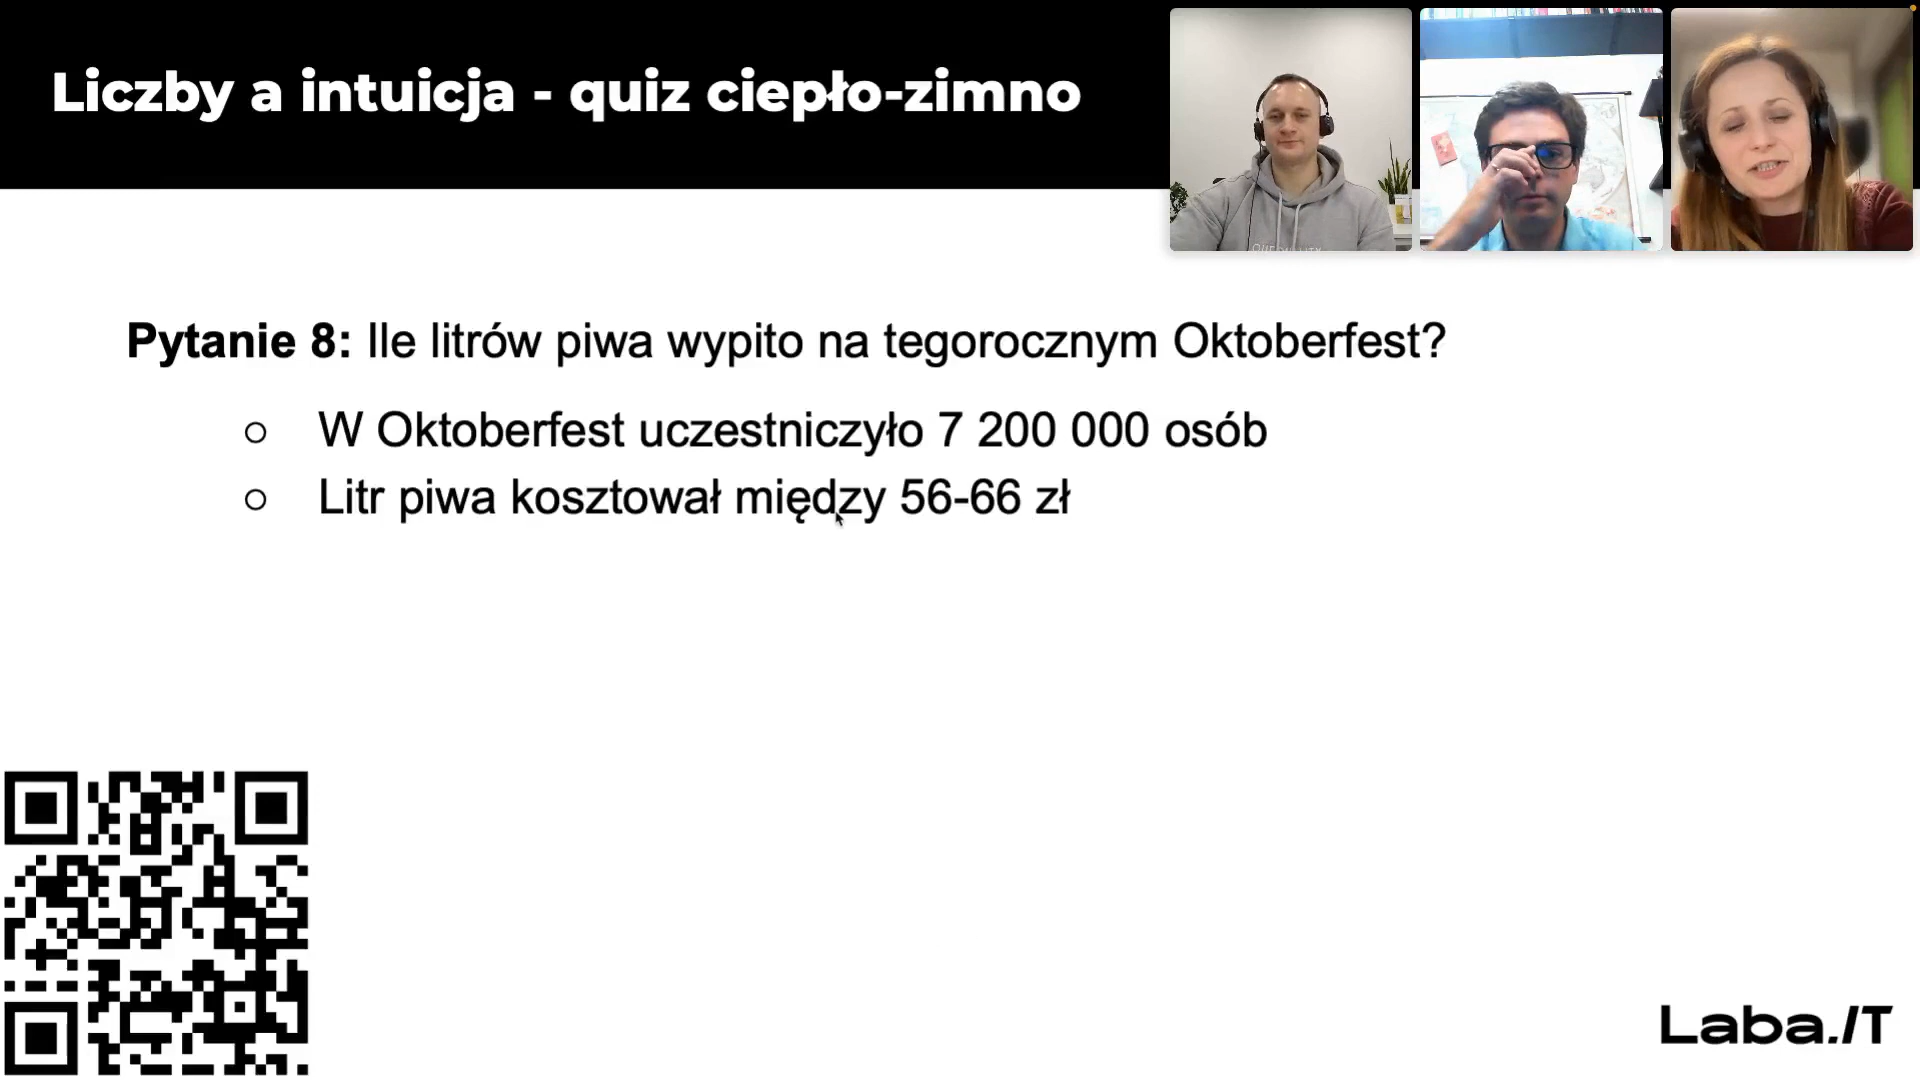 Liczby a intuicja - quiz ciepło-zimno
Pytanie 8: Ile litrów piwa wypito na tegorocznym Oktoberfest?
○ W Oktoberfest uczestniczyło 7 200 000 osób
○ Litr piwa kosztował między 56-66 zł
Laba.IT